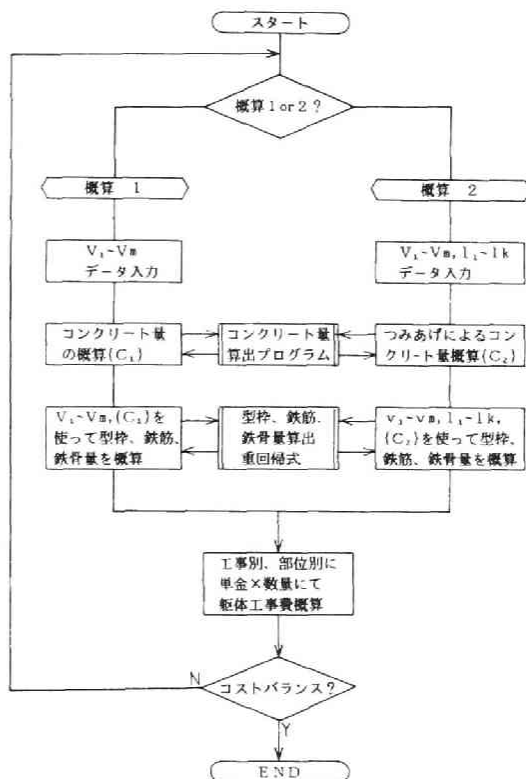 スタート
概算1or2?
概算 1
概算 2
V₁~Vm
データ入力
V₁~Vm,l₁~lk
データ入力
コンクリート量
の概算(C₁)
コンクリート量
算出プログラム
つみあげによるコン
クリート量概算(C₂)
V₁~Vm,(C₁)を
使って型枠、鉄筋、
鉄骨量を概算
型枠、鉄筋、
鉄骨量算出
重回帰式
v₁~vm,l₁~lk,
(C₂)を使って型枠、
鉄筋、鉄骨量を概算
工事別、部位別に
単金×数量にて
躯体工事費概算
コストバランス?
N
Y
END